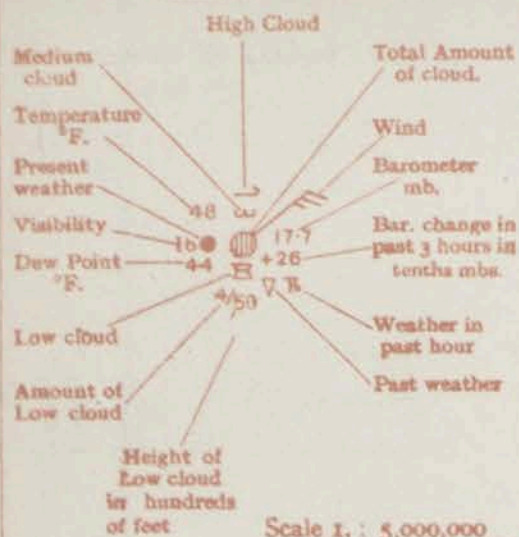 High Cloud
Medium
cloud
Total Amount
of cloud.
Temperature
°F.
Wind
Present
weather
Barometer
mb.
Visibility
Bar. change in
past 3 hours in
tenths mbs.
Dew Point
°F.
48
16
17.7
44
+26
4/50
Low cloud
Weather in
past hour
Amount of
Low cloud
Past weather
Height of
Low cloud
in hundreds
of feet
Scale 1. : 5,000,000